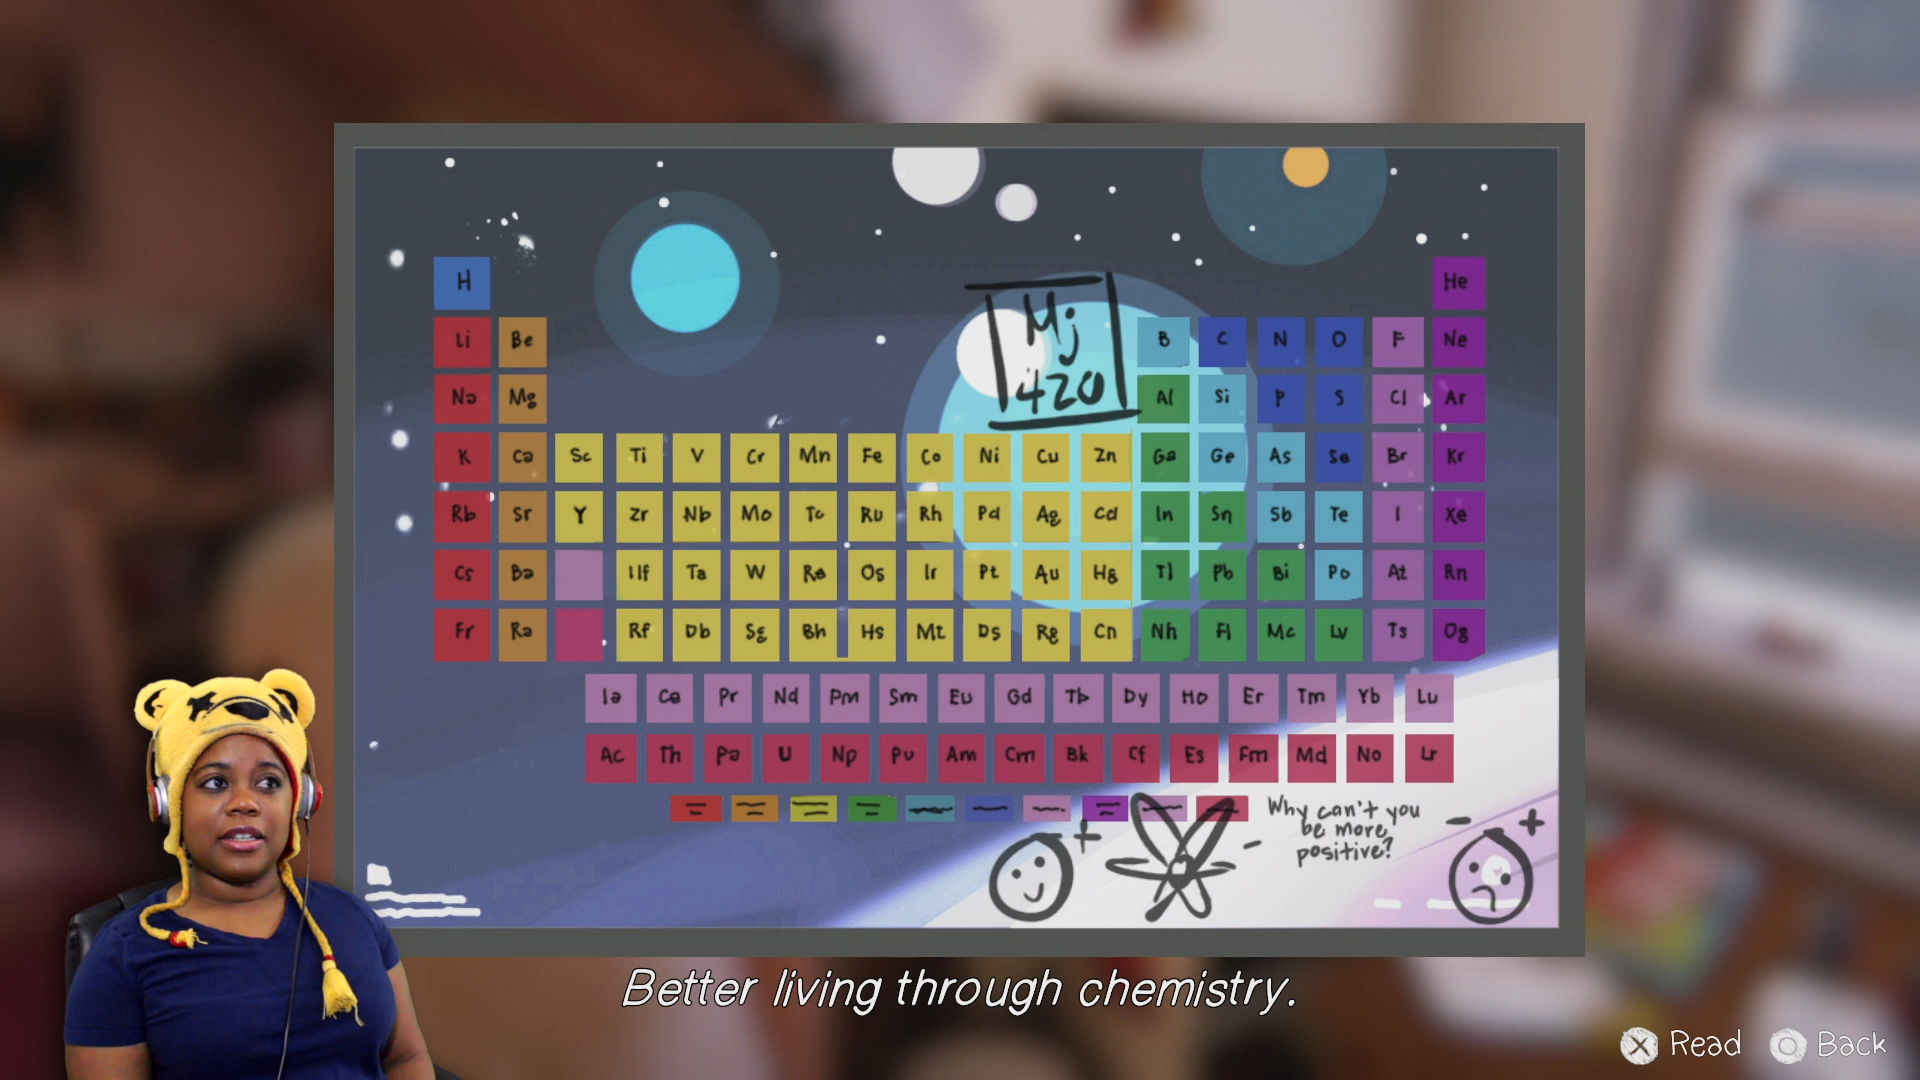 Mj
420
H He
Li Be B C N O F Ne
Na Mg Al Si P S Cl Ar
K Ca Sc Ti V Cr Mn Fe Co Ni Cu Zn Ga Ge As Se Br Kr
Rb Sr Y Zr Nb Mo Tc Ru Rh Pd Ag Cd In Sn Sb Te I Xe
Cs Ba Hf Ta W Re Os Ir Pt Au Hg Tl Pb Bi Po At Rn
Fr Ra Rf Db Sg Bh Hs Mt Ds Rg Cn Nh Fl Mc Lv Ts Og
la Ce Pr Nd Pm Sm Eu Gd Tb Dy Ho Er Tm Yb Lu
Ac Th Pa U Np Pu Am Cm Bk Cf Es Fm Md No Lr
Why can't you
be more
positive?
+ - - +
Better living through chemistry.
X Read O Back